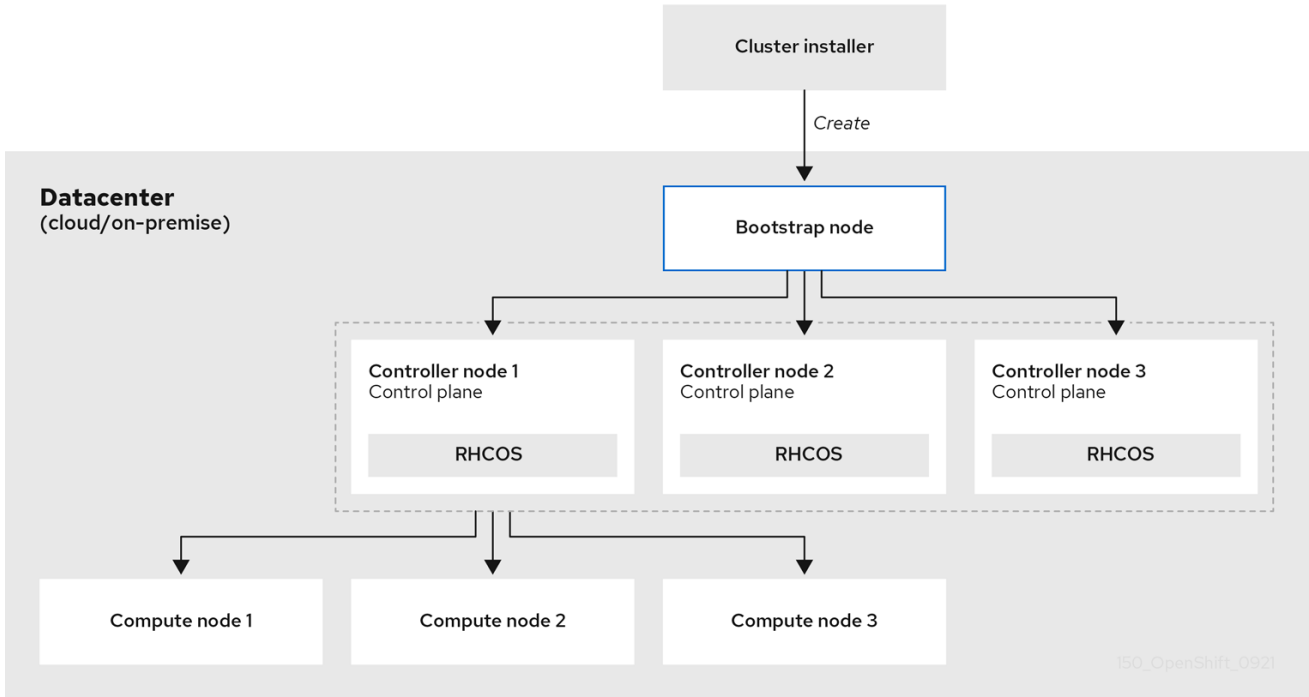 Cluster installer
Create
Datacenter
(cloud/on-premise)
Bootstrap node
Controller node 1
Control plane
RHCOS
Controller node 2
Control plane
RHCOS
Controller node 3
Control plane
RHCOS
Compute node 1
Compute node 2
Compute node 3
150_OpenShift_0921